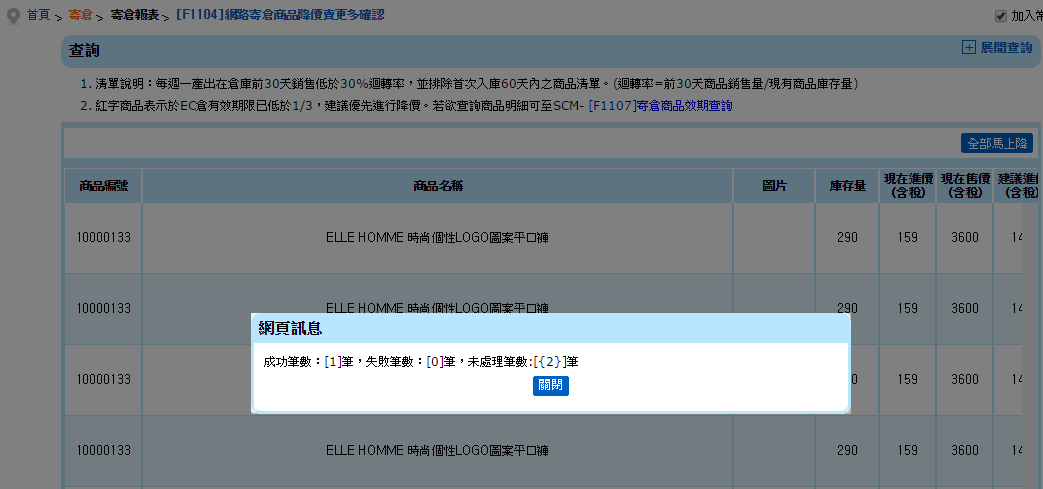 首頁 > 寄倉 > 寄倉報表 > [F1104]網路寄倉商品降價賣更多確認
加入常
查詢
展開查詢
1. 清單說明：每週一產出在倉庫前30天銷售低於30%迴轉率，並排除首次入庫60天內之商品清單。(迴轉率=前30天商品銷售量/現有商品庫存量)
2. 紅字商品表示於EC倉有效期限已低於1/3，建議優先進行降價。若欲查詢商品明細可至SCM- [F1107]寄倉商品效期查詢
全部馬上降
商品編號 商品名稱 圖片 庫存量 現在進價(含稅) 現在售價(含稅) 建議進(含稅)
10000133 ELLE HOMME 時尚個性LOGO圖案平口褲 290 159 3600 14
10000133 ELLE HOMME 時尚個性LOGO圖案平口褲 290 159 3600 14
網頁訊息
成功筆數：[1]筆，失敗筆數：[0]筆，未處理筆數:[{2}]筆
關閉
10000133 0 159 3600 14
10000133 ELLE HOMME 時尚個性LOGO圖案平口褲 290 159 3600 14